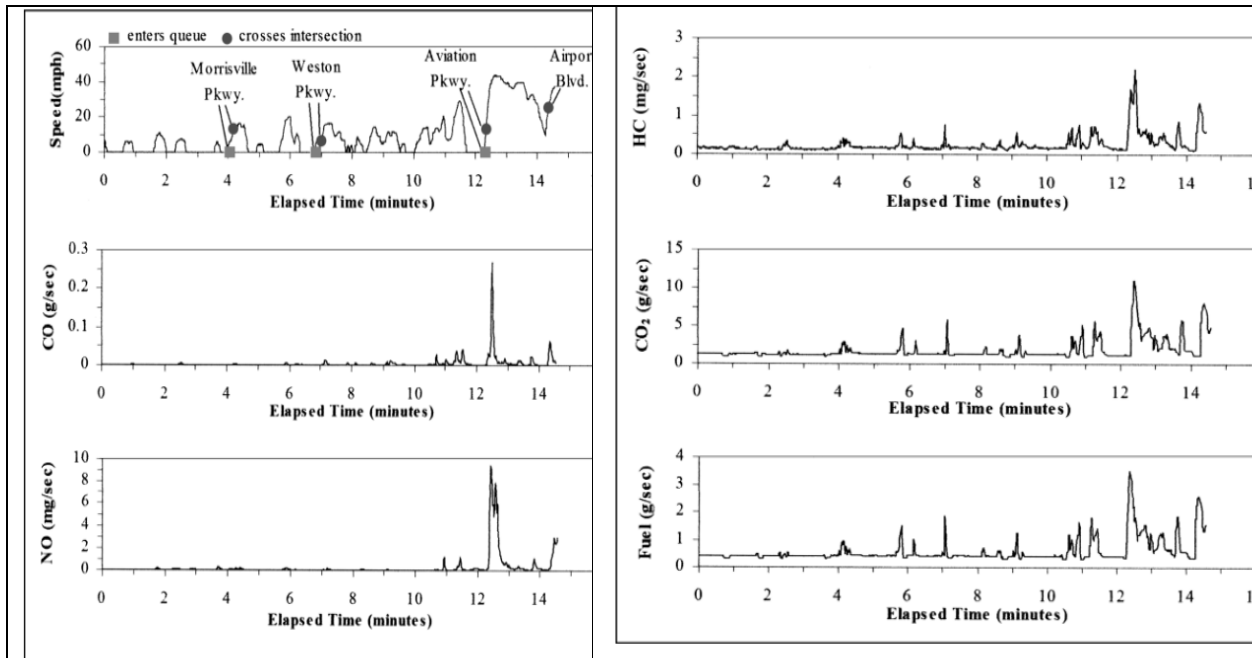 enters queue crosses intersection
Speed(mph)
60
40
20
0
Morrisville
Pkwy.
Weston
Pkwy.
Aviation
Pkwy.
Airpor
Blvd.
0 2 4 6 8 10 12 14
Elapsed Time (minutes)
CO (g/sec)
0.3
0.2
0.1
0
0 2 4 6 8 10 12 14
Elapsed Time (minutes)
NO (mg/sec)
10
8
6
4
2
0
0 2 4 6 8 10 12 14
Elapsed Time (minutes)
HC (mg/sec)
3
2
1
0
0 2 4 6 8 10 12 14 1
Elapsed Time (minutes)
CO₂ (g/sec)
15
10
5
0
0 2 4 6 8 10 12 14 1
Elapsed Time (minutes)
Fuel (g/sec)
4
3
2
1
0
0 2 4 6 8 10 12 14 1
Elapsed Time (minutes)